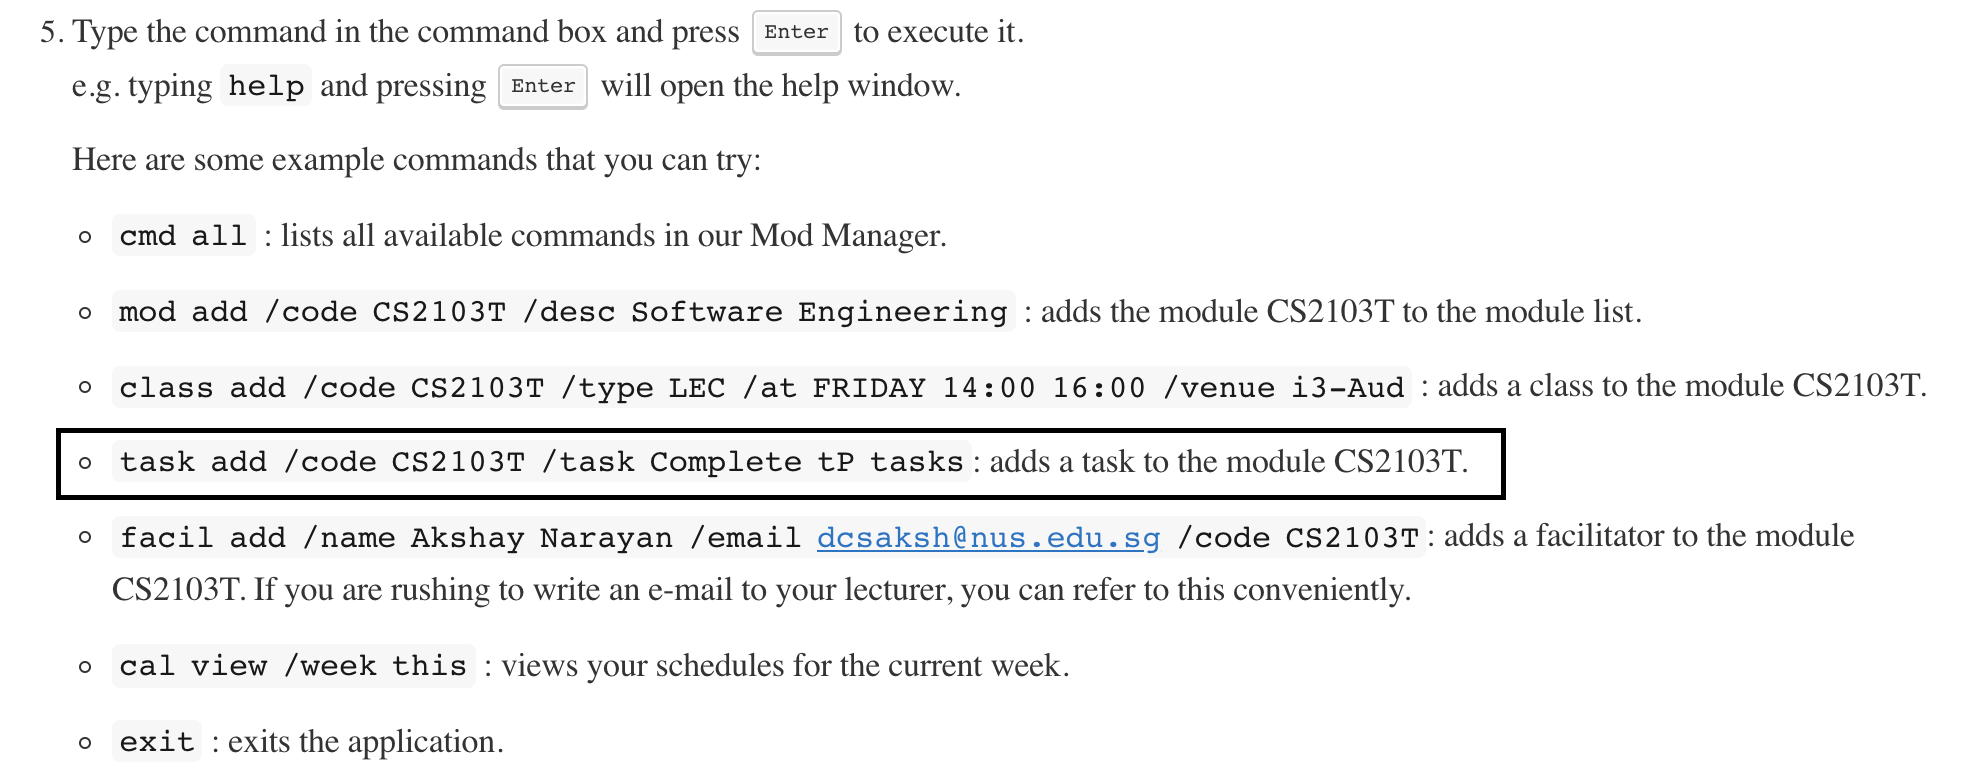 5. Type the command in the command box and press Enter to execute it.
e.g. typing help and pressing Enter will open the help window.
Here are some example commands that you can try:
cmd all : lists all available commands in our Mod Manager.
mod add /code CS2103T /desc Software Engineering : adds the module CS2103T to the module list.
class add /code CS2103T /type LEC /at FRIDAY 14:00 16:00 /venue i3-Aud : adds a class to the module CS2103T.
task add /code CS2103T /task Complete tP tasks : adds a task to the module CS2103T.
facil add /name Akshay Narayan /email dcsaksh@nus.edu.sg /code CS2103T : adds a facilitator to the module
CS2103T. If you are rushing to write an e-mail to your lecturer, you can refer to this conveniently.
cal view /week this : views your schedules for the current week.
exit : exits the application.